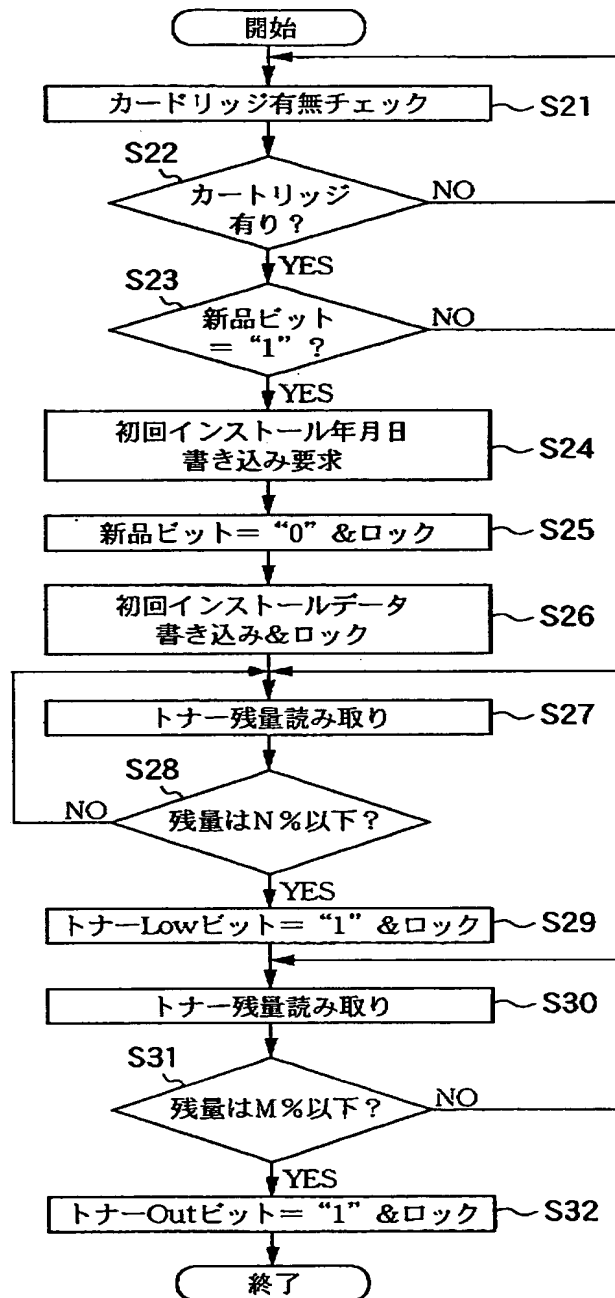 開始
カードリッジ有無チェック
S21
S22
カートリッジ
有り?
NO
YES
S23
新品ビット
=“1”?
NO
YES
初回インストール年月日
書き込み要求
S24
新品ビット=“0”&ロック
S25
初回インストールデータ
書き込み&ロック
S26
トナー残量読み取り
S27
S28
残量はN%以下?
NO
YES
トナーLowビット=“1”&ロック
S29
トナー残量読み取り
S30
S31
残量はM%以下?
NO
YES
トナーOutビット=“1”&ロック
S32
終了